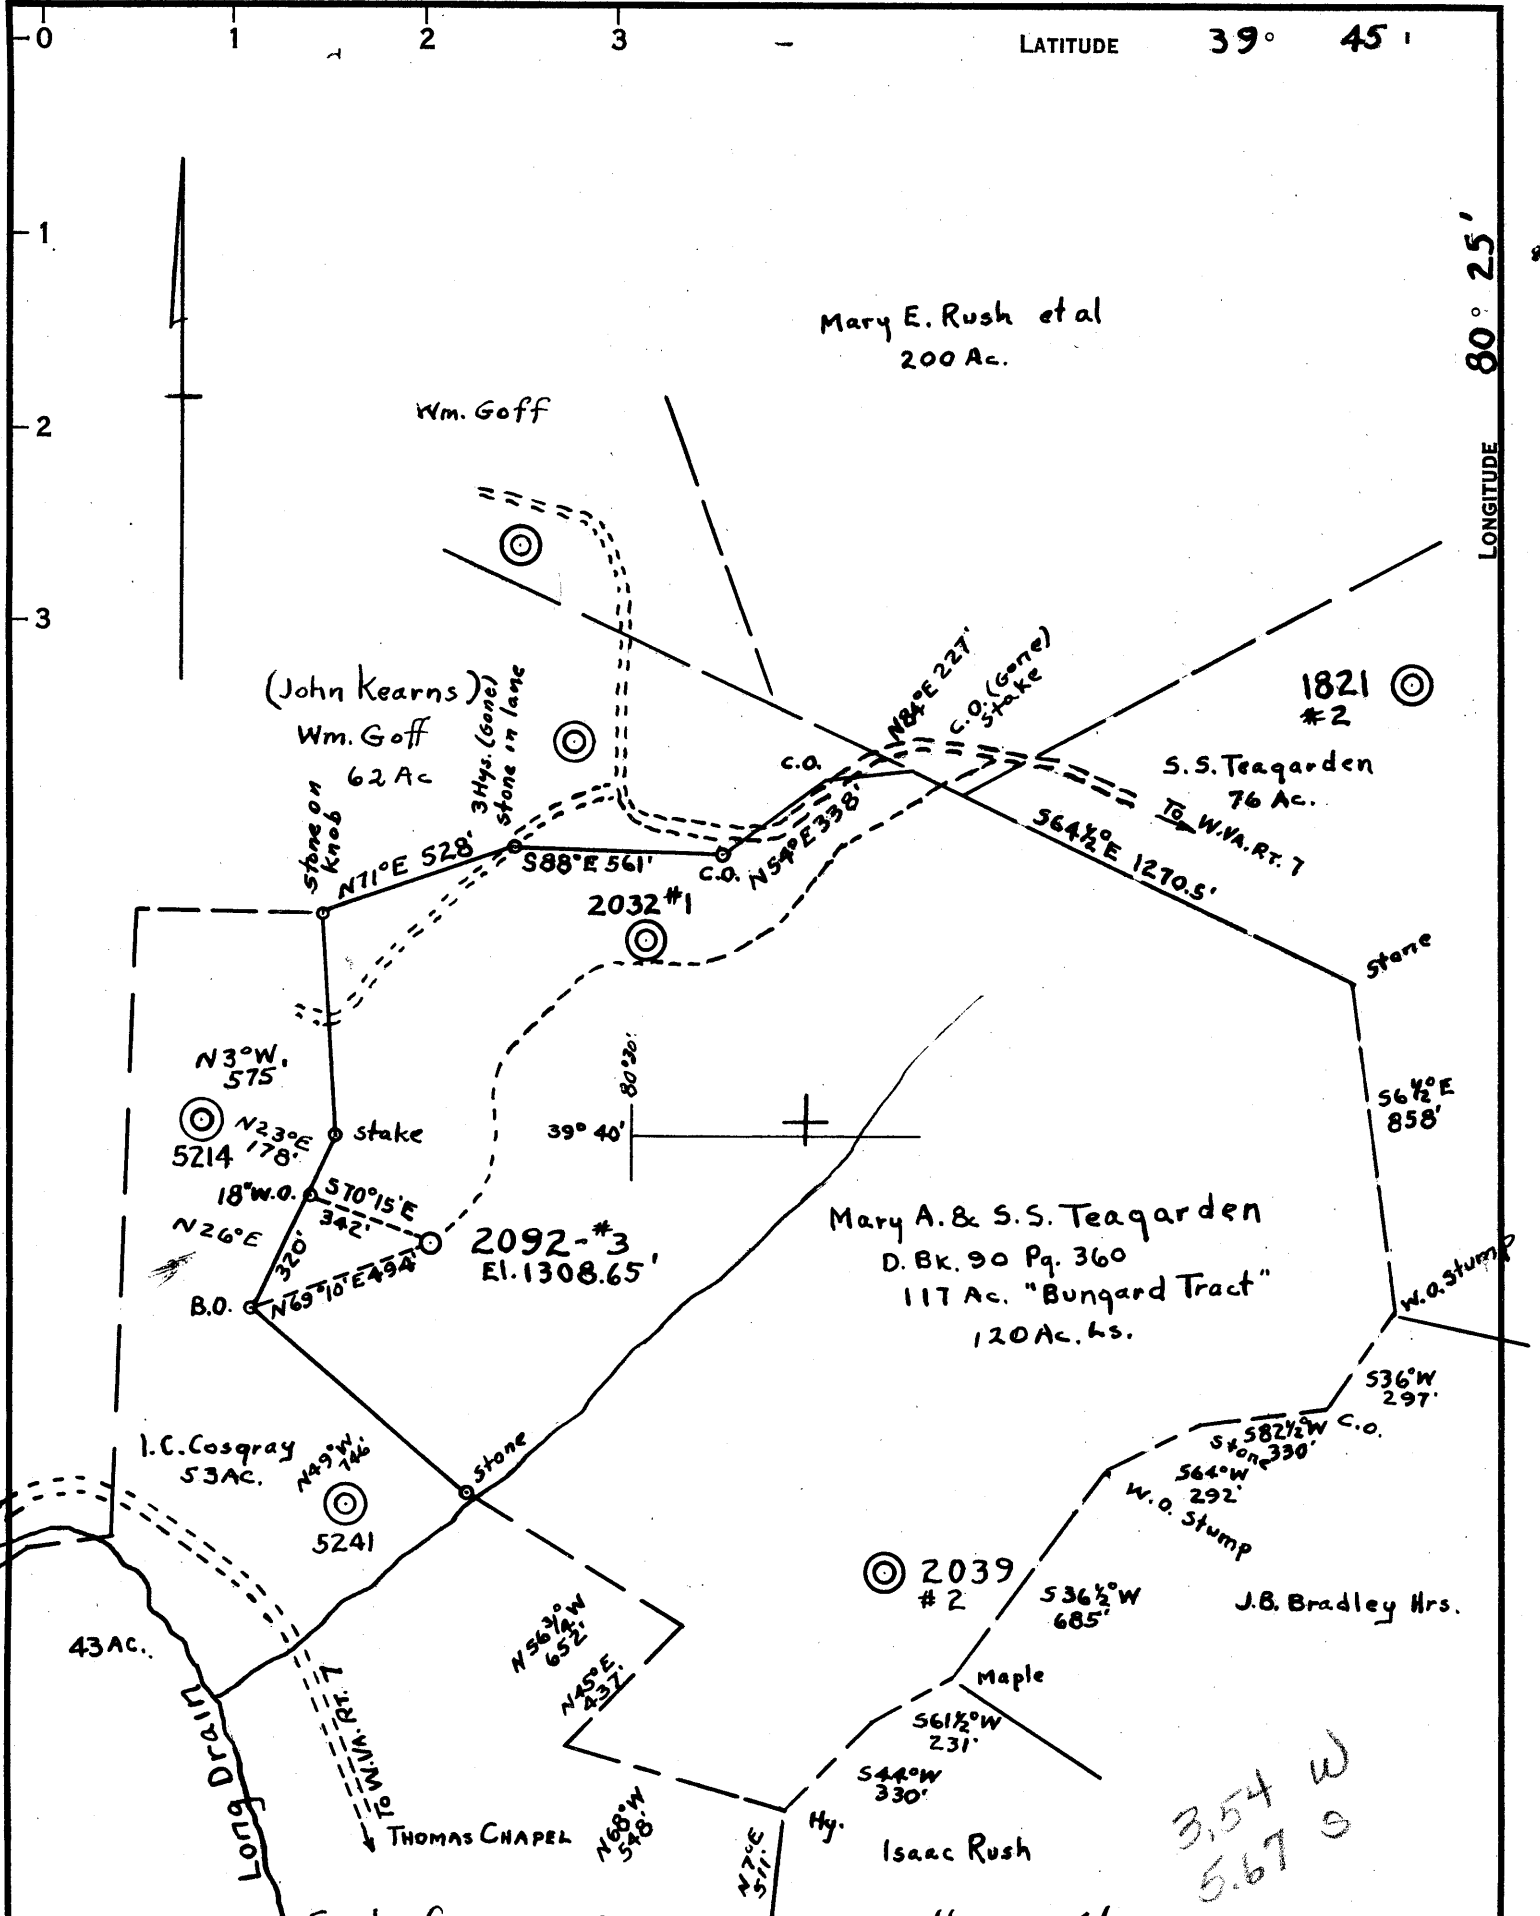 0
1
2
3
LATITUDE 39° 45'
1
2
3
80° 25'
LONGITUDE
Mary E. Rush et al
200 Ac.
Wm. Goff
(John Kearns)
Wm. Goff
62 Ac
3 Hys. (Gone)
Stone in lane
Stone on
Knob
N71°E 528'
S88°E 561'
C.O.
N54°E 338'
C.O.
N84°E 227'
C.O. (Gone)
Stake
1821
#2
S.S. Teagarden
76 Ac.
To W.VA. RT. 7
S64½°E 1270.5'
Stone
2032 #1
N3°W.
575
5214
N23°E
178'
Stake
18" W.O.
S70°15'E
342'
N26°E
320'
B.O.
N69°10'E 494'
2092-#3
El. 1308.65'
80°30'
39° 40'
S6½°E
858'
Mary A. & S.S. Teagarden
D. Bk. 90 Pg. 360
117 Ac. "Bungard Tract"
120 Ac. Ls.
W.O. Stump
S36°W
297'
C.O.
S82½°W
330'
Stone
S64°W
292'
W.O. Stump
I.C. Cosgray
53 AC.
N49°W.
746'
5241
Stone
2039
#2
S36½°W
685'
J.B. Bradley Hrs.
43 AC.
N56¾°W
652'
N45°E
437'
Maple
S61½°W
231'
S44°W
330'
Long Drain
To W.VA. RT. 7
THOMAS CHAPEL
N68°W
548'
Hy.
N7°E
511'
Isaac Rush
3.54 W
5.67 S